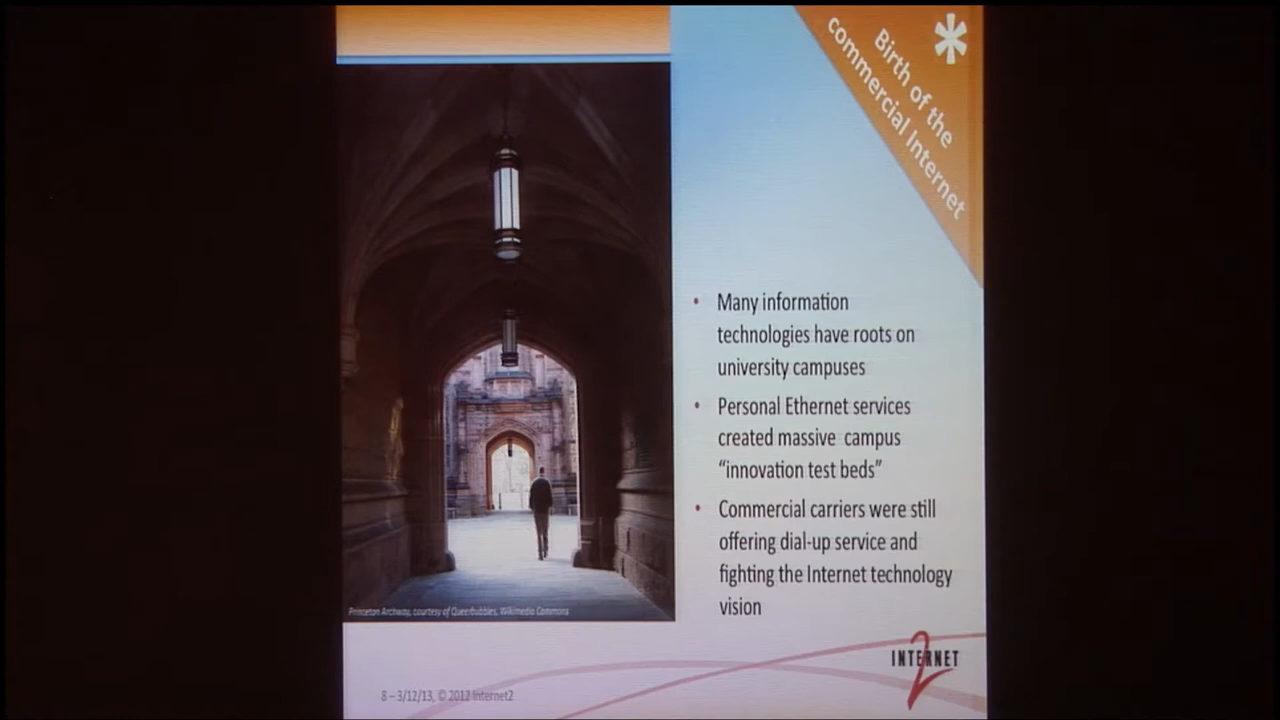 *
Birth of the
commercial Internet
• Many information
technologies have roots on
university campuses
• Personal Ethernet services
created massive campus
“innovation test beds”
• Commercial carriers were still
offering dial-up service and
fighting the Internet technology
vision
Princeton Archway, courtesy of Queerbubbles, Wikimedia Commons
INTERNET
2
8 – 3/12/13, © 2012 Internet2